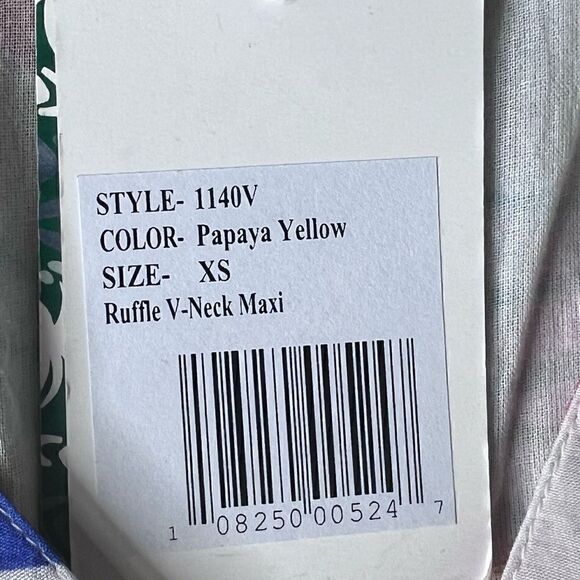 STYLE- 1140V
COLOR- Papaya Yellow
SIZE- XS
Ruffle V-Neck Maxi
1 08250 00524 7